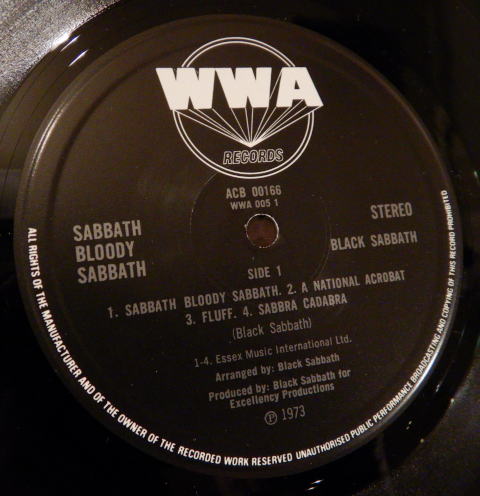 WWA
RECORDS
ACB 00166
WWA 005 1
SABBATH
BLOODY
SABBATH
STEREO
BLACK SABBATH
SIDE 1
1. SABBATH BLOODY SABBATH. 2. A NATIONAL ACROBAT
3. FLUFF. 4. SABBRA CADABRA
(Black Sabbath)
1-4. Essex Music International Ltd.
Arranged by: Black Sabbath
Produced by: Black Sabbath for
Excellency Productions
Ⓟ 1973
ALL RIGHTS OF THE MANUFACTURER AND OF THE OWNER OF THE RECORDED WORK RESERVED UNAUTHORISED PUBLIC PERFORMANCE BROADCASTING AND COPYING OF THIS RECORD PROHIBITED